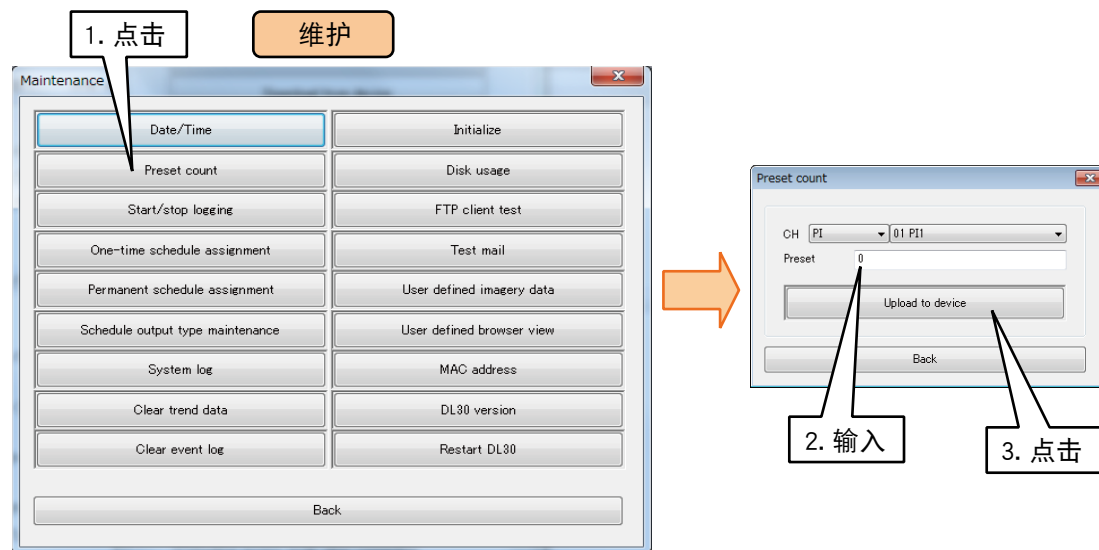 1. 点击
维护
Maintenance
Date/Time
Initialize
Preset count
Disk usage
Start/stop logging
FTP client test
One-time schedule assignment
Test mail
Permanent schedule assignment
User defined imagery data
Schedule output type maintenance
User defined browser view
System log
MAC address
Clear trend data
DL30 version
Clear event log
Restart DL30
Back
Preset count
CH PI 01 PI1
Preset 0
Upload to device
Back
2. 输入
3. 点击